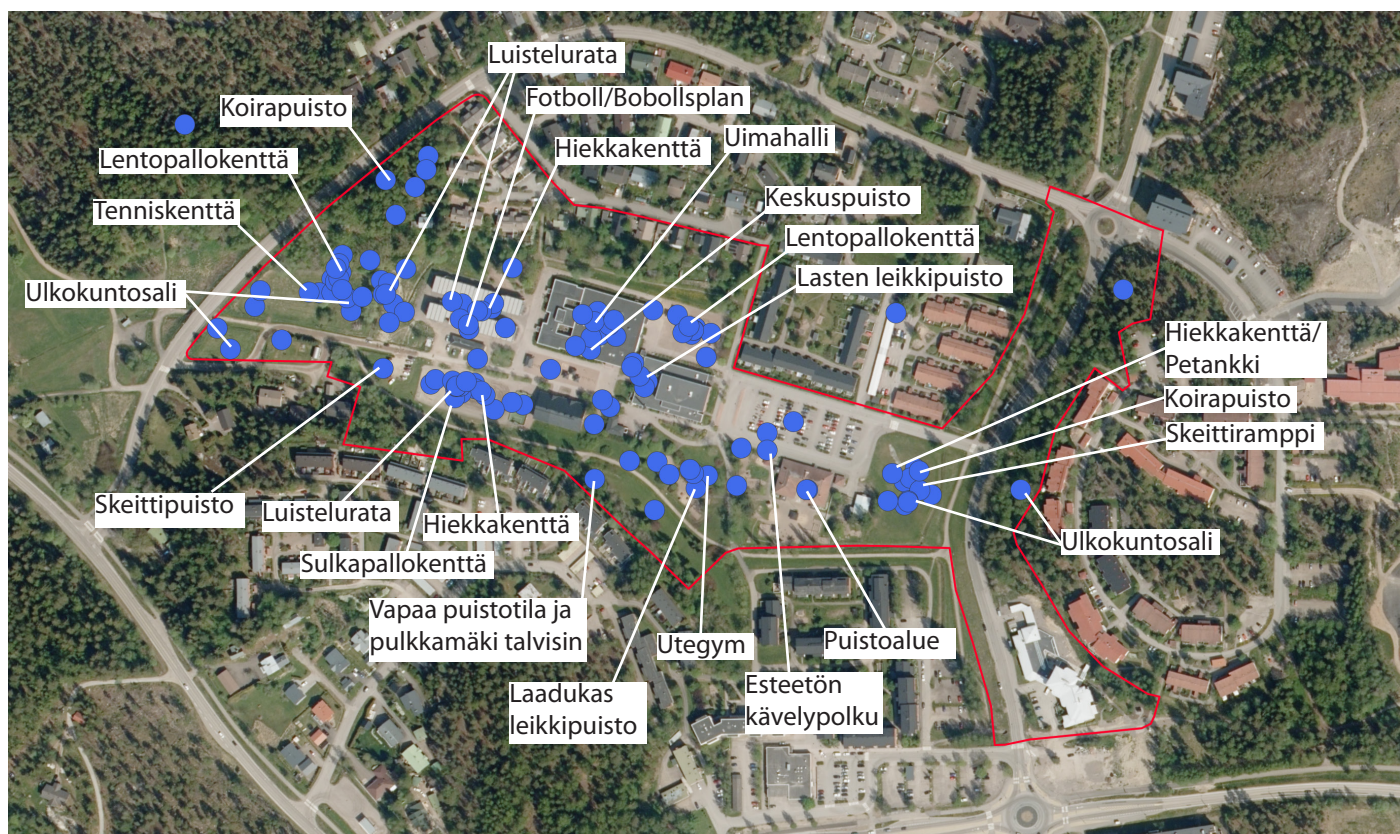 Luistelurata
Fotboll/Bobollsplan
Koirapuisto
Uimahalli
Hiekkakenttä
Lentopallokenttä
Keskuspuisto
Tenniskenttä
Lentopallokenttä
Lasten leikkipuisto
Ulkokuntosali
Hiekkakenttä/
Petankki
Koirapuisto
Skeittiramppi
Skeittipuisto
Luistelurata
Hiekkakenttä
Ulkokuntosali
Sulkapallokenttä
Vapaa puistotila ja
pulkkamäki talvisin
Utegym
Puistoalue
Laadukas
leikkipuisto
Esteetön
kävelypolku